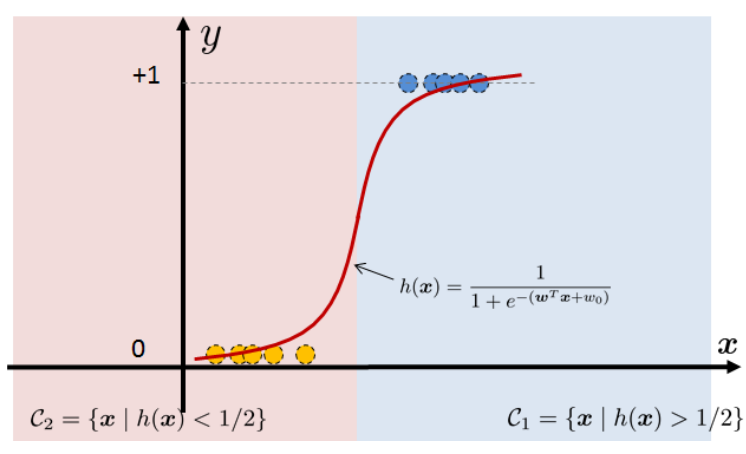 y
+1
h(x) = 1 / (1 + e^{-(w^T x + w_0)})
0
x
C_2 = {x | h(x) < 1/2}
C_1 = {x | h(x) > 1/2}